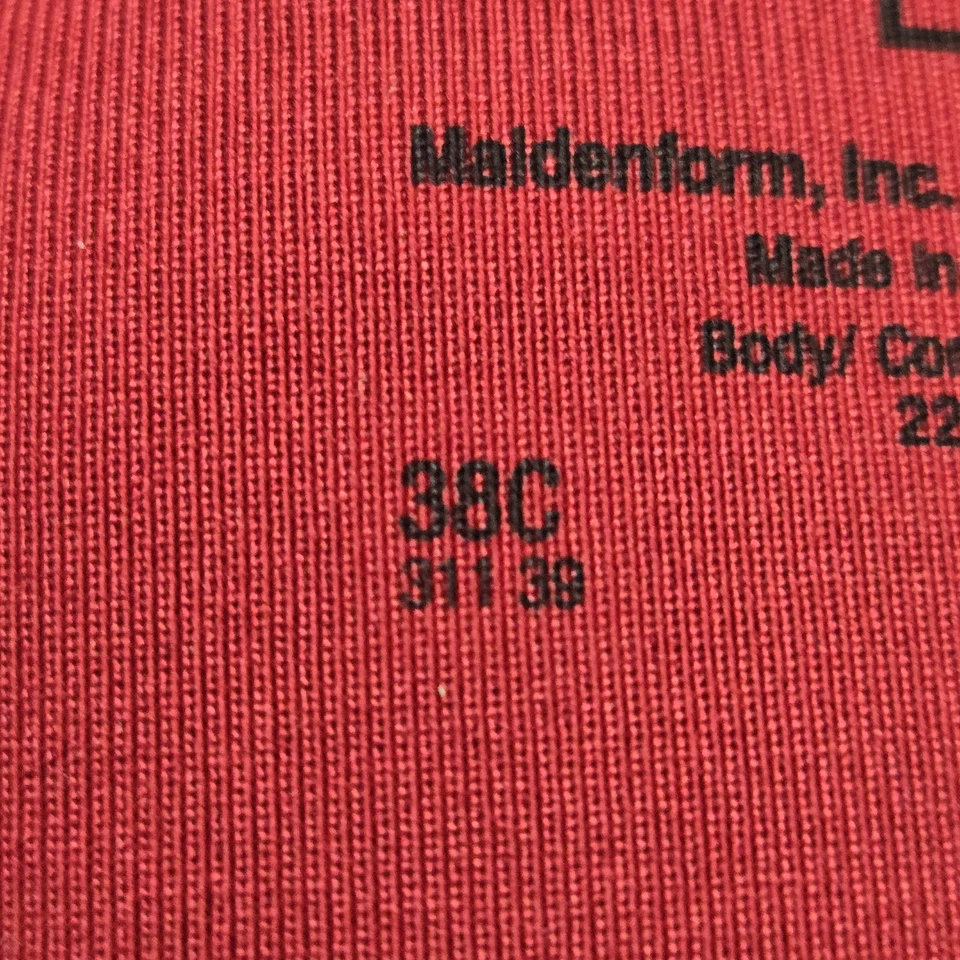 Maidenform, Inc.
Made in
Body/ Co
22
38C
311 39